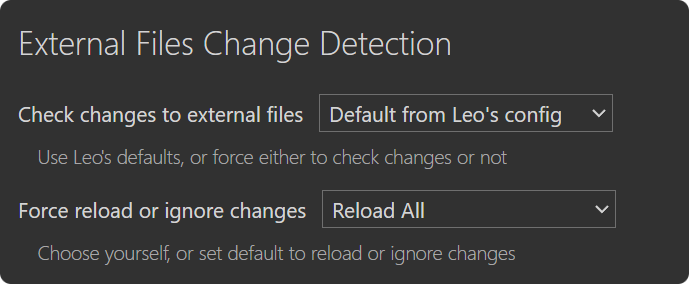 External Files Change Detection
Check changes to external files Default from Leo's config
Use Leo's defaults, or force either to check changes or not
Force reload or ignore changes Reload All
Choose yourself, or set default to reload or ignore changes